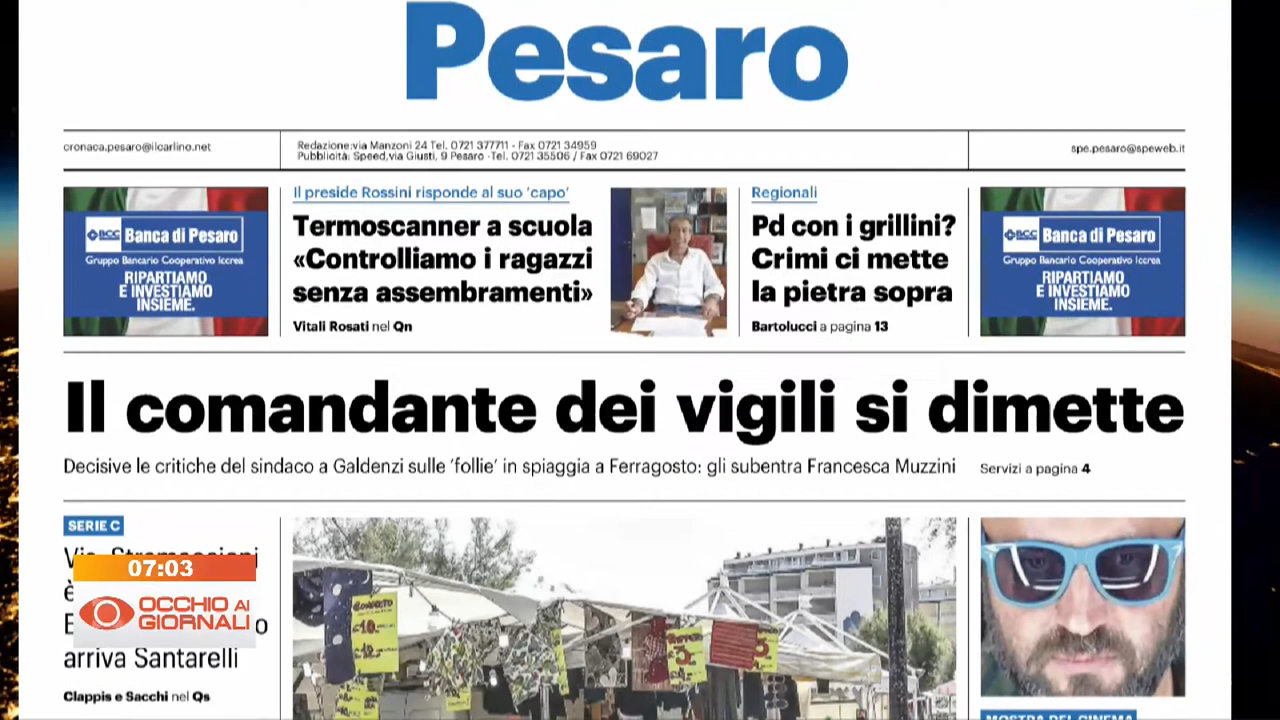 Pesaro
cronaca.pesaro@ilcarlino.net
Redazione:via Manzoni 24 Tel. 0721 377711 - Fax 0721 34959
Pubblicità: Speed,via Giusti, 9 Pesaro -Tel. 0721 35506 / Fax 0721 69027
spe.pesaro@speweb.it
BCC Banca di Pesaro
Gruppo Bancario Cooperativo Iccrea
RIPARTIAMO
E INVESTIAMO
INSIEME.
Il preside Rossini risponde al suo 'capo'
Termoscanner a scuola
«Controlliamo i ragazzi
senza assembramenti»
Vitali Rosati nel Qn
Regionali
Pd con i grillini?
Crimi ci mette
la pietra sopra
Bartolucci a pagina 13
BCC Banca di Pesaro
Gruppo Bancario Cooperativo Iccrea
RIPARTIAMO
E INVESTIAMO
INSIEME.
Il comandante dei vigili si dimette
Decisive le critiche del sindaco a Galdenzi sulle 'follie' in spiaggia a Ferragosto: gli subentra Francesca Muzzini
Servizi a pagina 4
SERIE C
07:03
OCCHIO AI
GIORNALI
arriva Santarelli
Clappis e Sacchi nel Qs
MOSTRA DEL CINEMA